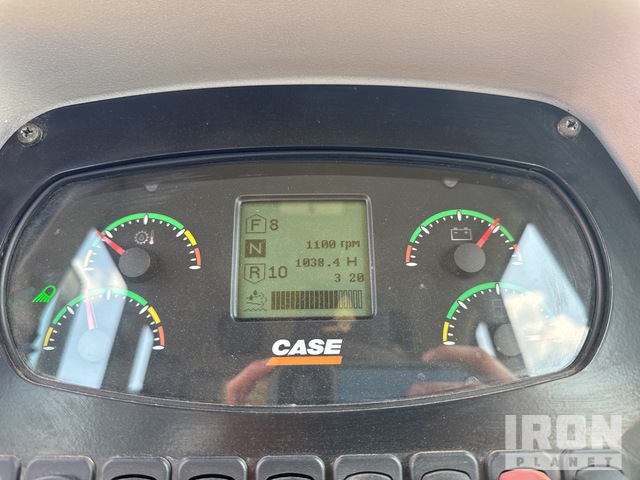 F 8
N 1100 rpm
1038.4 H
R 10
3 20
CASE
IRON
PLANET